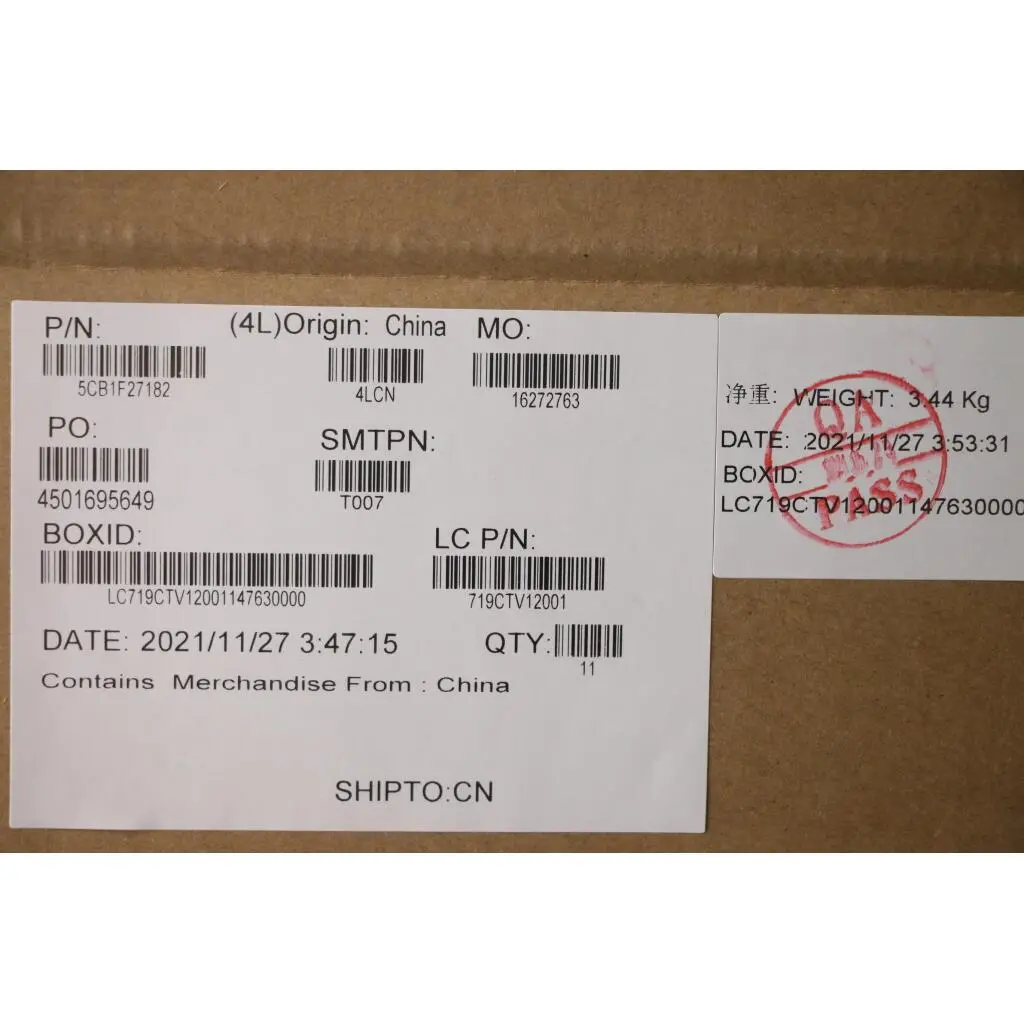 P/N:
(4L)Origin: China
MO:
5CB1F27182
4LCN
16272763
PO:
SMTPN:
4501695649
T007
BOXID:
LC P/N:
LC719CTV12001147630000
719CTV12001
DATE: 2021/11/27 3:47:15
QTY:
11
Contains Merchandise From : China
SHIPTO:CN
净重: WEIGHT: 3.44 Kg
DATE: 2021/11/27 3:53:31
BOXID:
LC719CTV12001147630000
QA
PASS